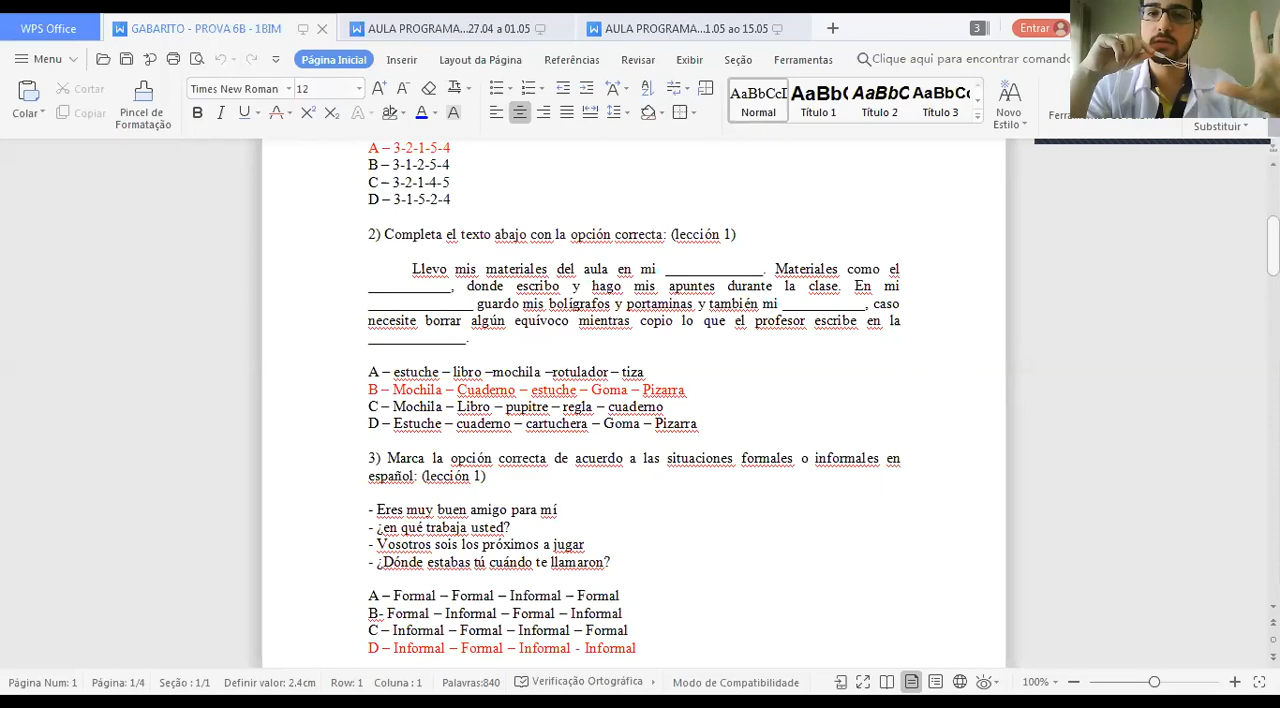 WPS Office GABARITO - PROVA 6B - 1BIM AULA PROGRAMA...27.04 a 01.05 AULA PROGRAMA...1.05 ao 15.05 3 Entrar
Menu Página Inicial Inserir Layout da Página Referências Revisar Exibir Seção Ferramentas Clique aqui para encontrar comando
Times New Roman 12
Colar Cortar Copiar Pincel de Formatação
AaBbCcI AaBb( AaBbC AaBbC
Normal Título 1 Título 2 Título 3 Novo Estilo Ferra Substituir
A – 3-2-1-5-4
B – 3-1-2-5-4
C – 3-2-1-4-5
D – 3-1-5-2-4
2) Completa el texto abajo con la opción correcta: (lección 1)
Llevo mis materiales del aula en mi _____________. Materiales como el
___________, donde escribo y hago mis apuntes durante la clase. En mi
______________ guardo mis bolígrafos y portaminas y también mi ___________, caso
necesite borrar algún equívoco mientras copio lo que el profesor escribe en la
_____________.
A – estuche – libro –mochila –rotulador – tiza
B – Mochila – Cuaderno – estuche – Goma – Pizarra
C – Mochila – Libro – pupitre – regla – cuaderno
D – Estuche – cuaderno – cartuchera – Goma – Pizarra
3) Marca la opción correcta de acuerdo a las situaciones formales o informales en
español: (lección 1)
- Eres muy buen amigo para mí
- ¿en qué trabaja usted?
- Vosotros sois los próximos a jugar
- ¿Dónde estabas tú cuándo te llamaron?
A – Formal – Formal – Informal – Formal
B- Formal – Informal – Formal – Informal
C – Informal – Formal – Informal – Formal
D – Informal – Formal – Informal - Informal
Página Num: 1 Página: 1/4 Seção : 1/1 Definir valor: 2.4cm Row: 1 Coluna : 1 Palavras:840 Verificação Ortográfica Modo de Compatibilidade 100%